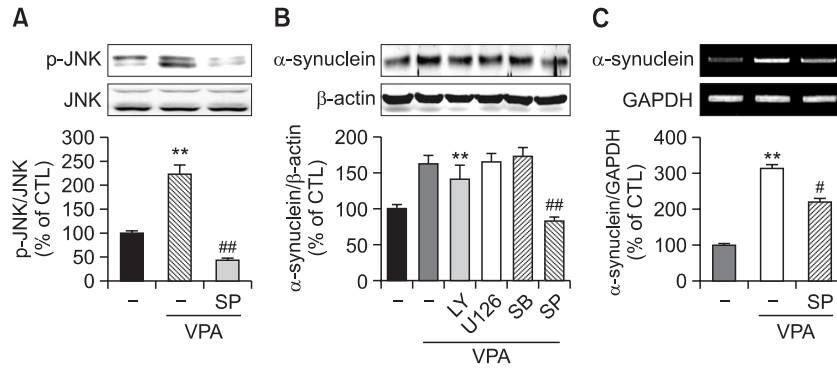 A
p-JNK
JNK
p-JNK/JNK
(% of CTL)
300
250
200
150
100
50
0
**
##
–
–
SP
VPA
B
α-synuclein
β-actin
α-synuclein/β-actin
(% of CTL)
200
150
100
50
0
**
##
–
–
LY
U126
SB
SP
VPA
C
α-synuclein
GAPDH
α-synuclein/GAPDH
(% of CTL)
400
300
200
100
0
**
#
–
–
SP
VPA